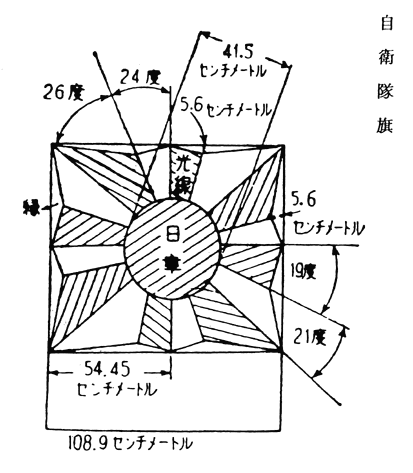 自衛隊旗
41.5
センチメートル
24度
26度
5.6センチメートル
光線
縁
5.6
センチメートル
日章
19度
21度
54.45
センチメートル
108.9センチメートル